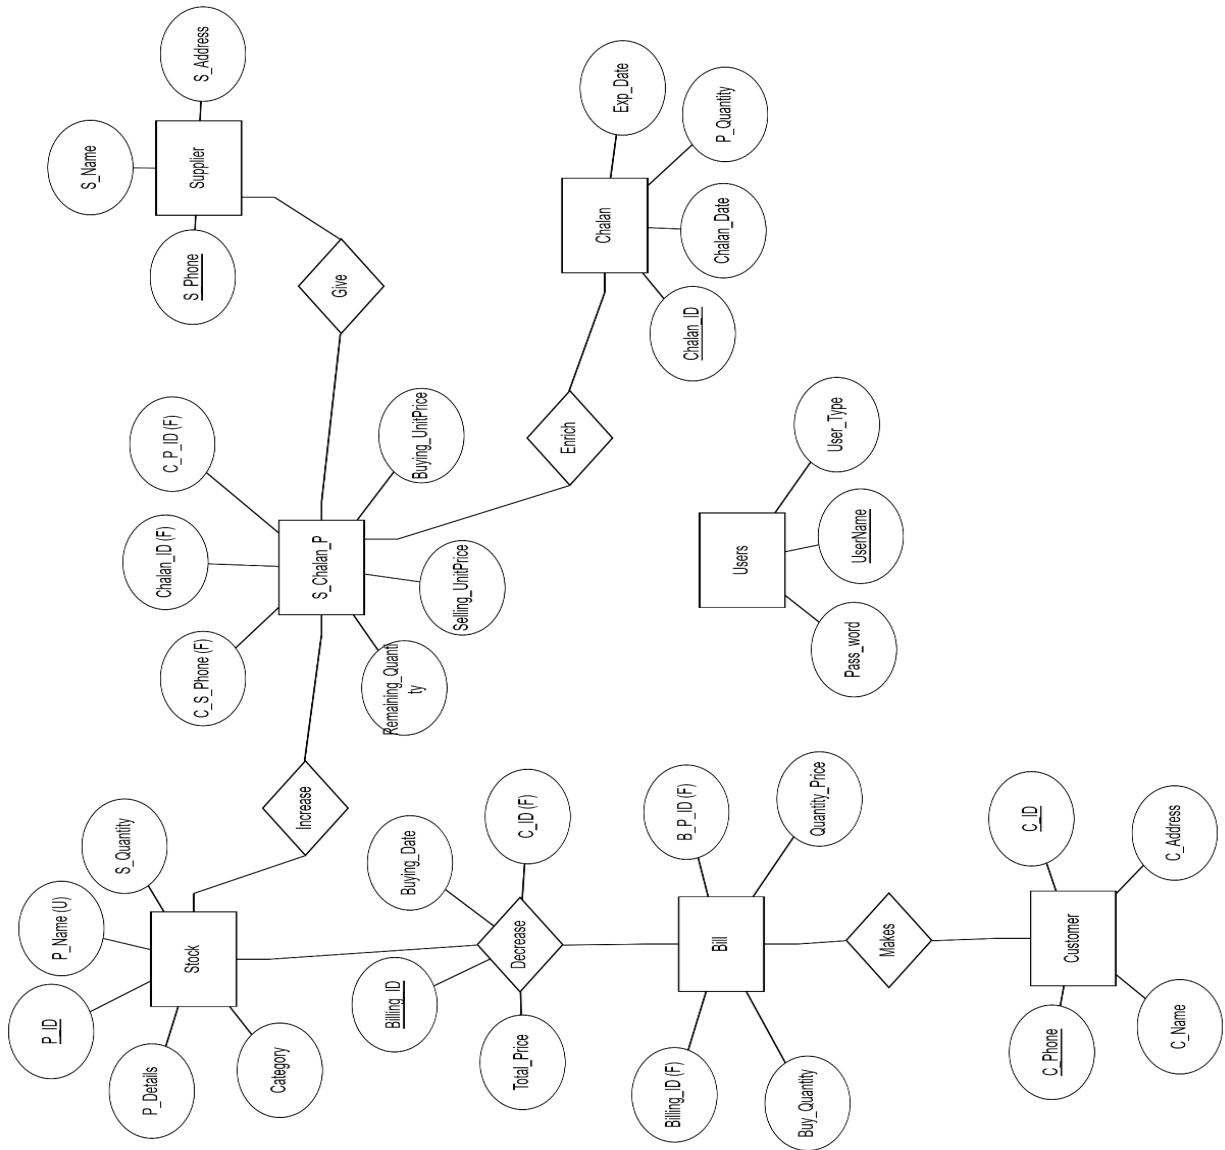 P_Details
P_ID
P_Name (U)
S_Quantity
Category
Stock
Increase
C_S_Phone (F)
Chalan_ID (F)
C_P_ID (F)
S_Chalan_P
Remaining_Quanti
ty
Selling_UnitPrice
Buying_UnitPrice
S_Phone
S_Name
S_Address
Supplier
Give
Enrich
Chalan
Chalan_ID
Chalan_Date
P_Quantity
Exp_Date
Billing_ID
Buying_Date
Total_Price
Decrease
C_ID (F)
Billing_ID (F)
Bill
B_P_ID (F)
Buy_Quantity
Quantity_Price
Makes
C_Phone
Customer
C_ID
C_Name
C_Address
Users
Pass_word
UserName
User_Type